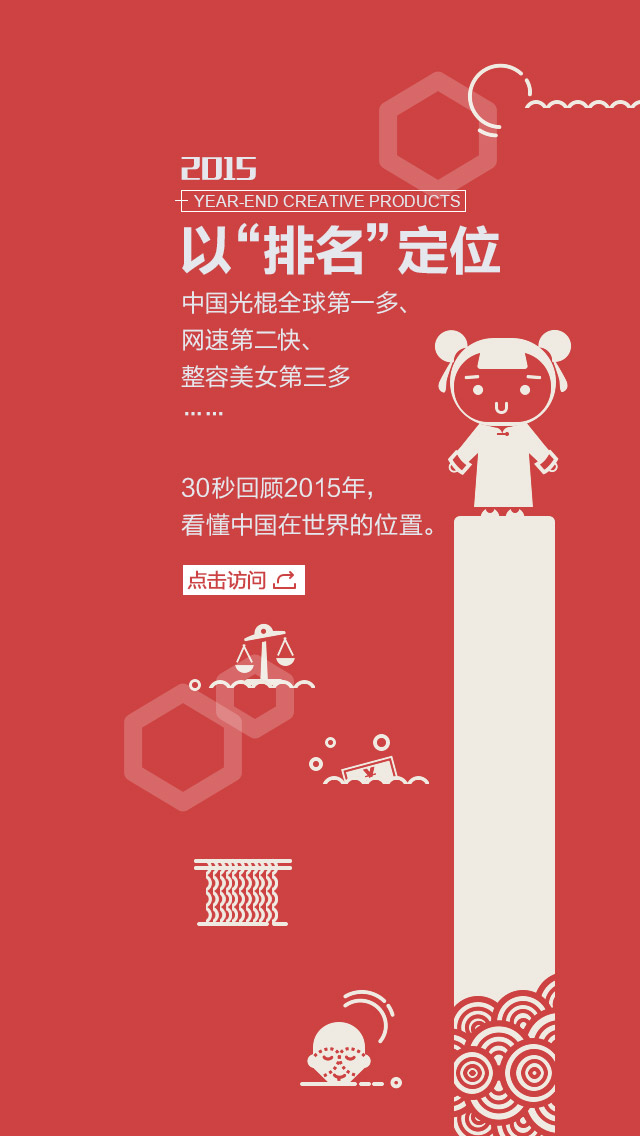 2015
YEAR-END CREATIVE PRODUCTS
以“排名”定位
中国光棍全球第一多、
网速第二快、
整容美女第三多
……
30秒回顾2015年，
看懂中国在世界的位置。
点击访问
¥